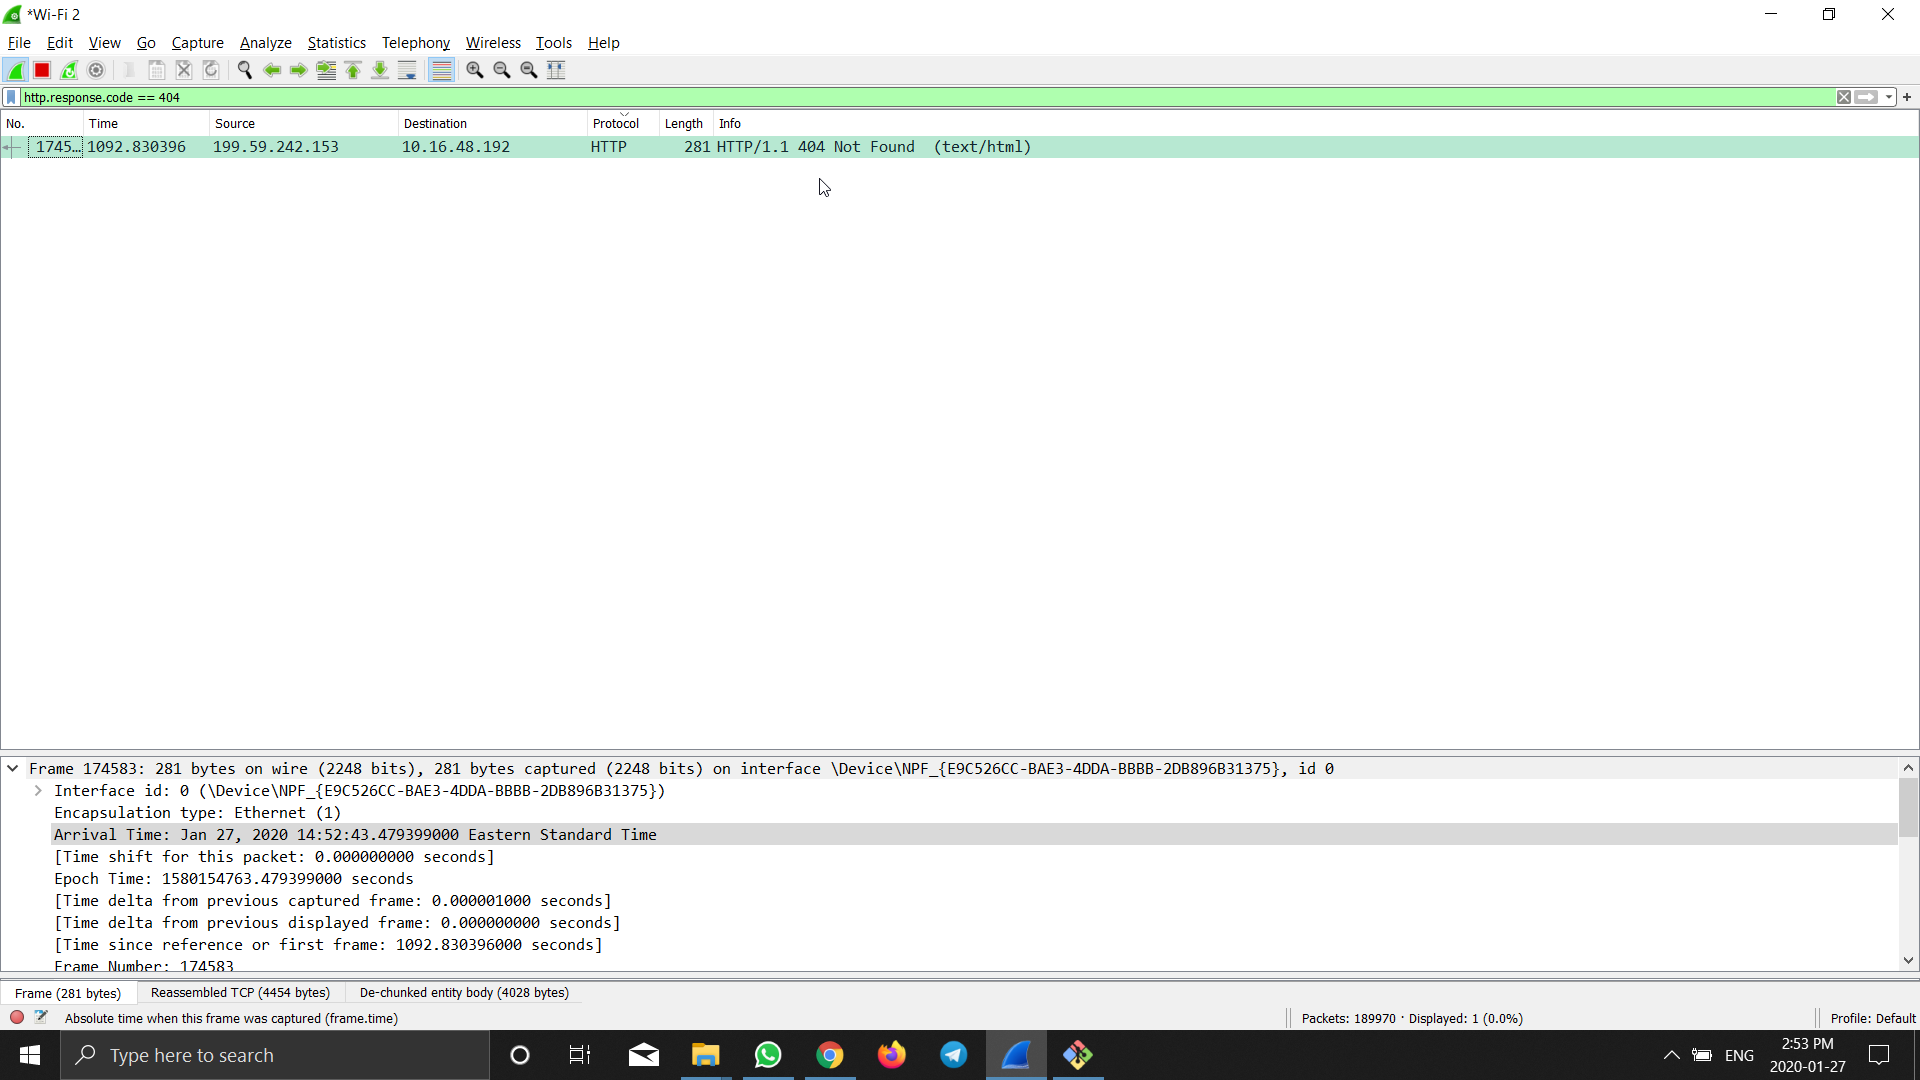 *Wi-Fi 2
File Edit View Go Capture Analyze Statistics Telephony Wireless Tools Help
http.response.code == 404
No. Time Source Destination Protocol Length Info
1745… 1092.830396 199.59.242.153 10.16.48.192 HTTP 281 HTTP/1.1 404 Not Found (text/html)
Frame 174583: 281 bytes on wire (2248 bits), 281 bytes captured (2248 bits) on interface \Device\NPF_{E9C526CC-BAE3-4DDA-BBBB-2DB896B31375}, id 0
Interface id: 0 (\Device\NPF_{E9C526CC-BAE3-4DDA-BBBB-2DB896B31375})
Encapsulation type: Ethernet (1)
Arrival Time: Jan 27, 2020 14:52:43.479399000 Eastern Standard Time
[Time shift for this packet: 0.000000000 seconds]
Epoch Time: 1580154763.479399000 seconds
[Time delta from previous captured frame: 0.000001000 seconds]
[Time delta from previous displayed frame: 0.000000000 seconds]
[Time since reference or first frame: 1092.830396000 seconds]
Frame Number: 174583
Frame (281 bytes) Reassembled TCP (4454 bytes) De-chunked entity body (4028 bytes)
Absolute time when this frame was captured (frame.time) Packets: 189970 · Displayed: 1 (0.0%) Profile: Default
Type here to search ENG 2:53 PM
2020-01-27